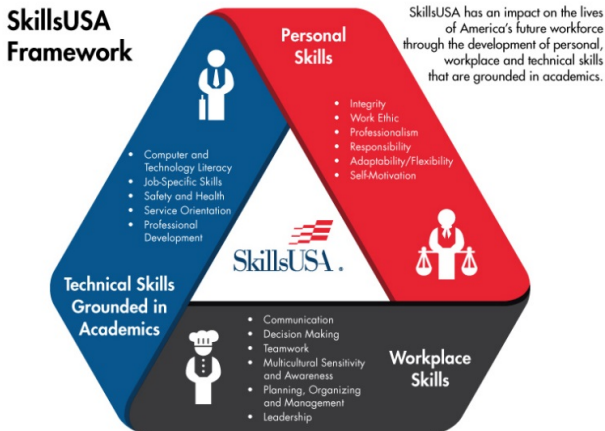 SkillsUSA
Framework
SkillsUSA has an impact on the lives
of America's future workforce
through the development of personal,
workplace and technical skills
that are grounded in academics.
Personal
Skills
• Integrity
• Work Ethic
• Professionalism
• Responsibility
• Adaptability/Flexibility
• Self-Motivation
• Computer and
Technology Literacy
• Job-Specific Skills
• Safety and Health
• Service Orientation
• Professional
Development
Technical Skills
Grounded in
Academics
SkillsUSA.
• Communication
• Decision Making
• Teamwork
• Multicultural Sensitivity
and Awareness
• Planning, Organizing
and Management
• Leadership
Workplace
Skills